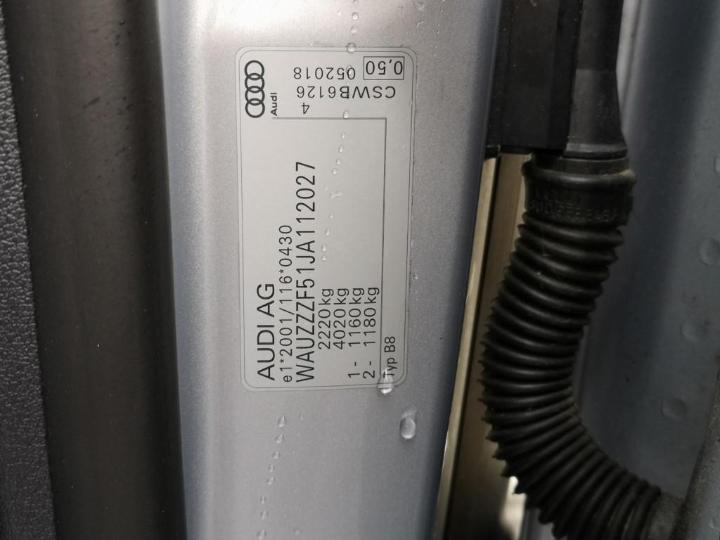 AUDI AG
e1*2001/116*0430
WAUZZZF51JA112027
2220 kg
4020 kg
1 - 1160 kg
2 - 1180 kg
Typ B8
Audi
4
CSWB6126
052018
0,50